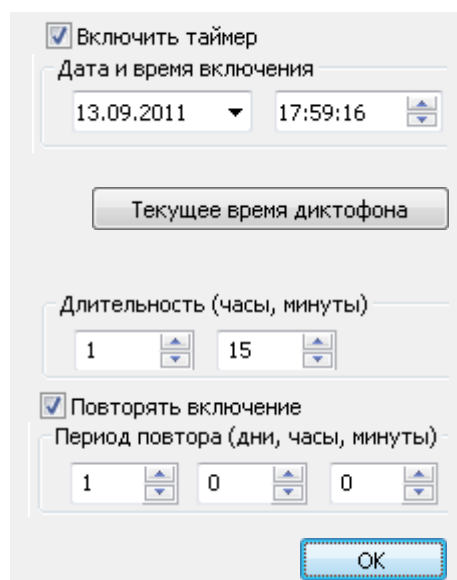 Включить таймер
Дата и время включения
13.09.2011 17:59:16
Текущее время диктофона
Длительность (часы, минуты)
1 15
Повторять включение
Период повтора (дни, часы, минуты)
1 0 0
OK